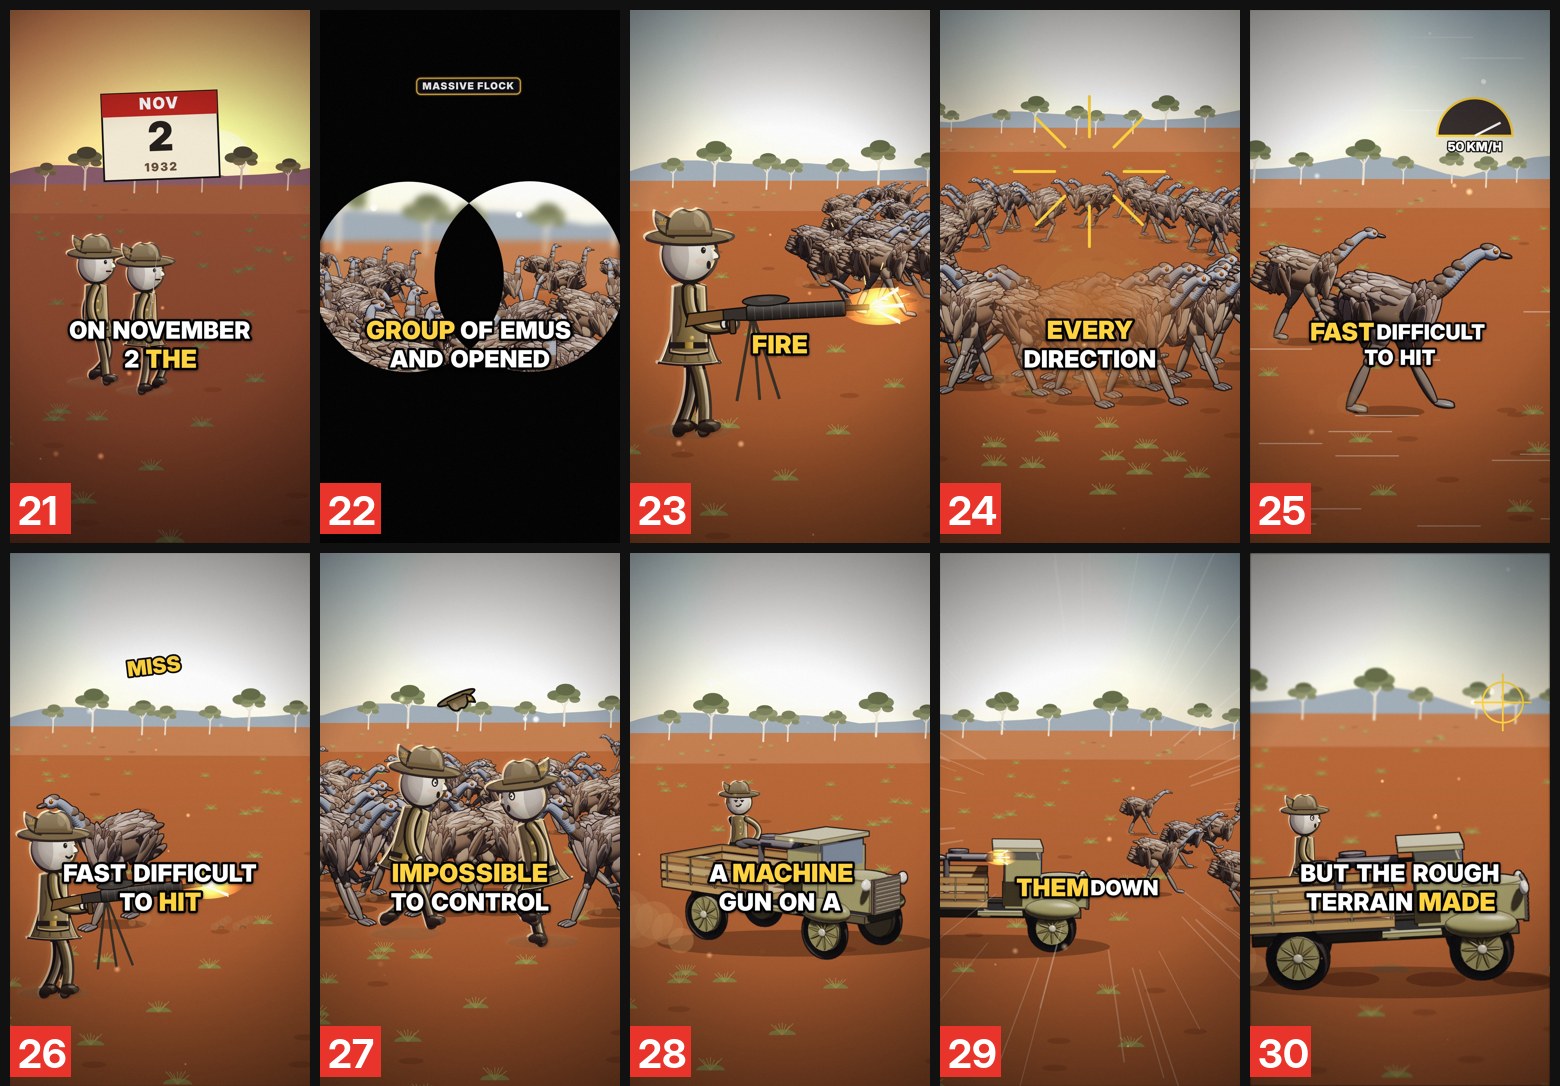 NOV
2
1932
ON NOVEMBER
2 THE
21
MASSIVE FLOCK
GROUP OF EMUS
AND OPENED
22
FIRE
23
EVERY
DIRECTION
24
50 KM/H
FAST DIFFICULT
TO HIT
25
MISS
FAST DIFFICULT
TO HIT
26
IMPOSSIBLE
TO CONTROL
27
A MACHINE
GUN ON A
28
THEM DOWN
29
BUT THE ROUGH
TERRAIN MADE
30